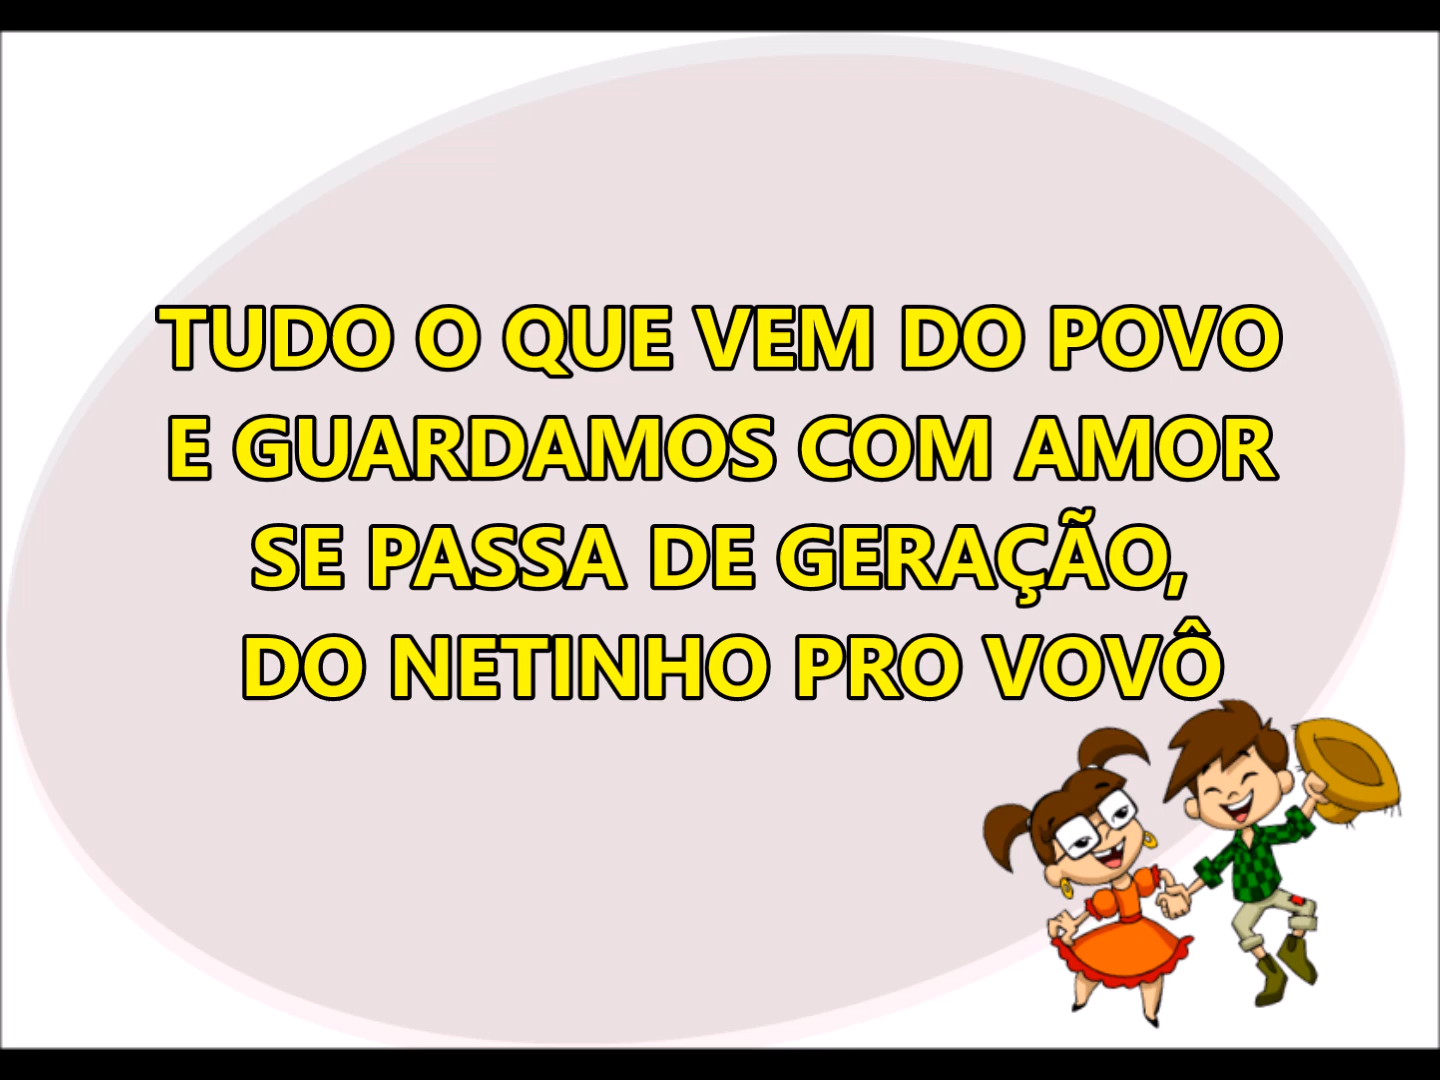 TUDO O QUE VEM DO POVO
E GUARDAMOS COM AMOR
SE PASSA DE GERAÇÃO,
DO NETINHO PRO VOVÔ